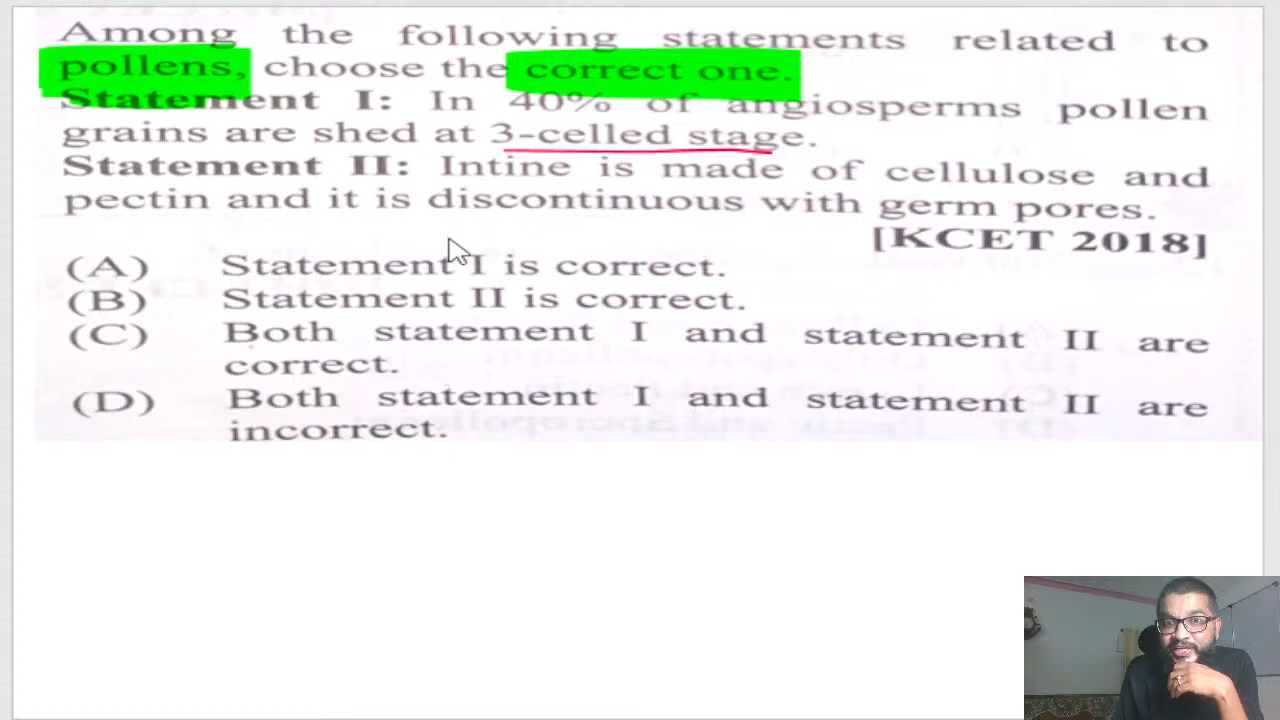 Among the following statements related to
pollens, choose the correct one.
Statement I: In 40% of angiosperms pollen
grains are shed at 3-celled stage.
Statement II: Intine is made of cellulose and
pectin and it is discontinuous with germ pores.
[KCET 2018]
(A) Statement I is correct.
(B) Statement II is correct.
(C) Both statement I and statement II are
correct.
(D) Both statement I and statement II are
incorrect.